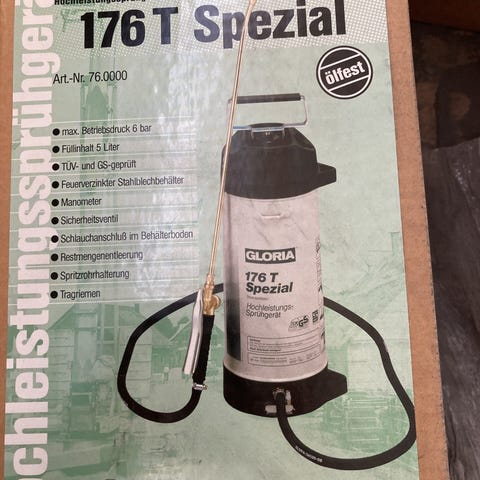 Hochleistungssprühgerät
176 T Spezial
Art.-Nr. 76.0000
ölfest
max. Betriebsdruck 6 bar
Füllinhalt 5 Liter
TÜV- und GS-geprüft
Feuerverzinkter Stahlblechbehälter
Manometer
Sicherheitsventil
Schlauchanschluß im Behälterboden
Restmengenentleerung
Spritzrohrhalterung
Tragriemen
GLORIA
176 T
Spezial
Hochleistungs-
Sprühgerät